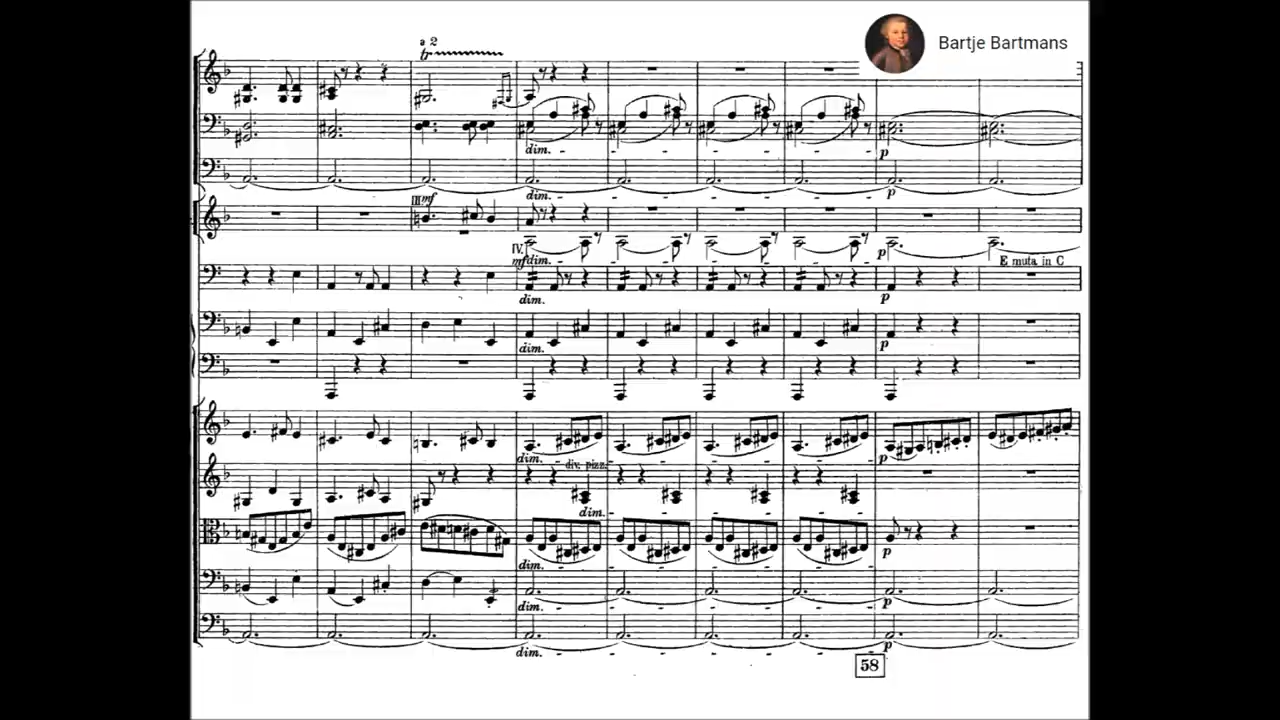 Bartje Bartmans
a 2
tr
dim.
p
dim.
p
III mf
IV.
mf dim.
p
E muta in C
dim.
p
dim.
p
dim.
p
div. pizz.
dim.
dim.
p
dim.
p
dim.
p
58